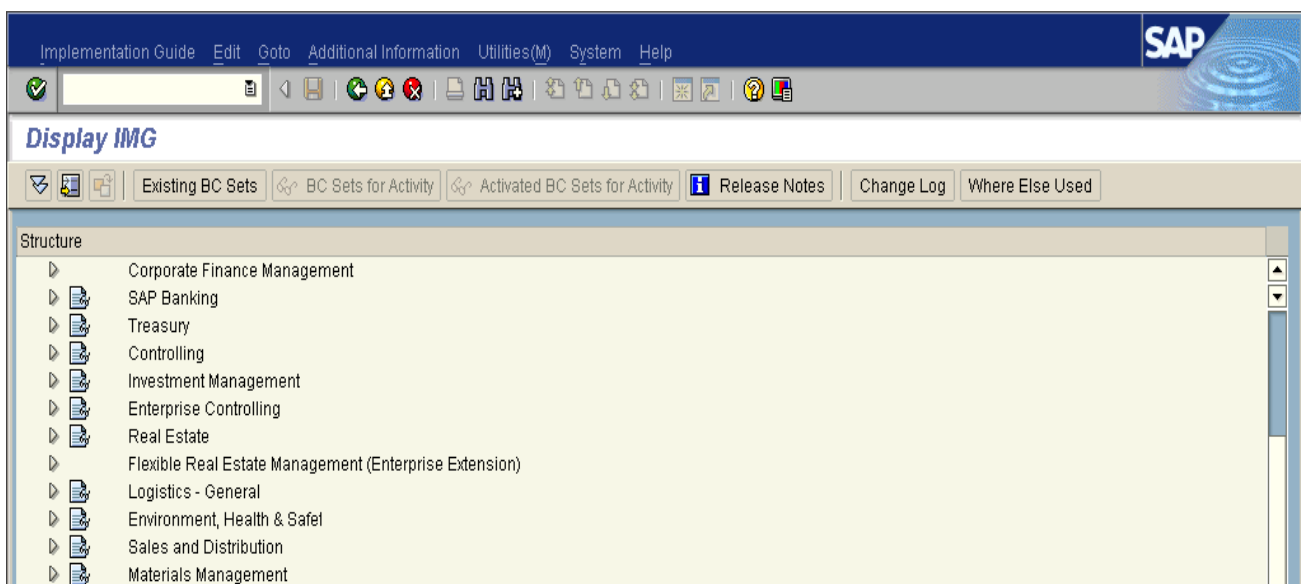 Implementation Guide Edit Goto Additional Information Utilities(M) System Help
SAP
Display IMG
Existing BC Sets BC Sets for Activity Activated BC Sets for Activity Release Notes Change Log Where Else Used
Structure
Corporate Finance Management
SAP Banking
Treasury
Controlling
Investment Management
Enterprise Controlling
Real Estate
Flexible Real Estate Management (Enterprise Extension)
Logistics - General
Environment, Health & Safet
Sales and Distribution
Materials Management